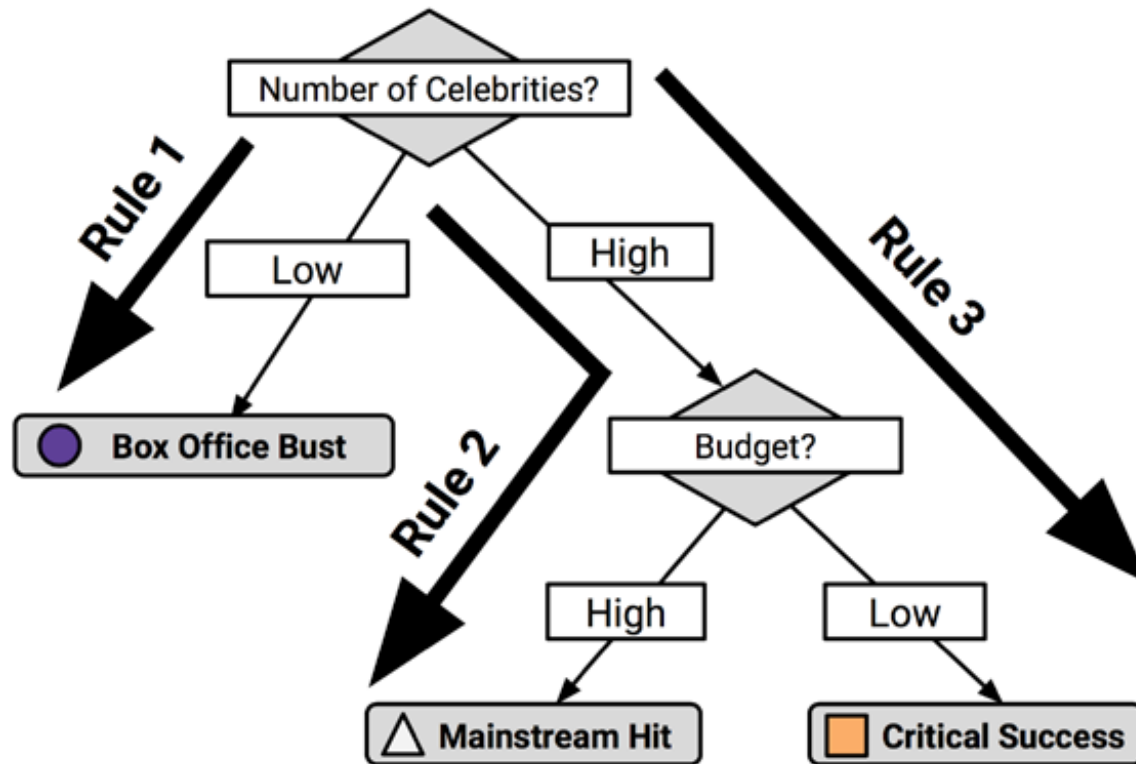 Number of Celebrities?
Rule 1
Low
High
Rule 3
Box Office Bust
Rule 2
Budget?
High
Low
Mainstream Hit
Critical Success